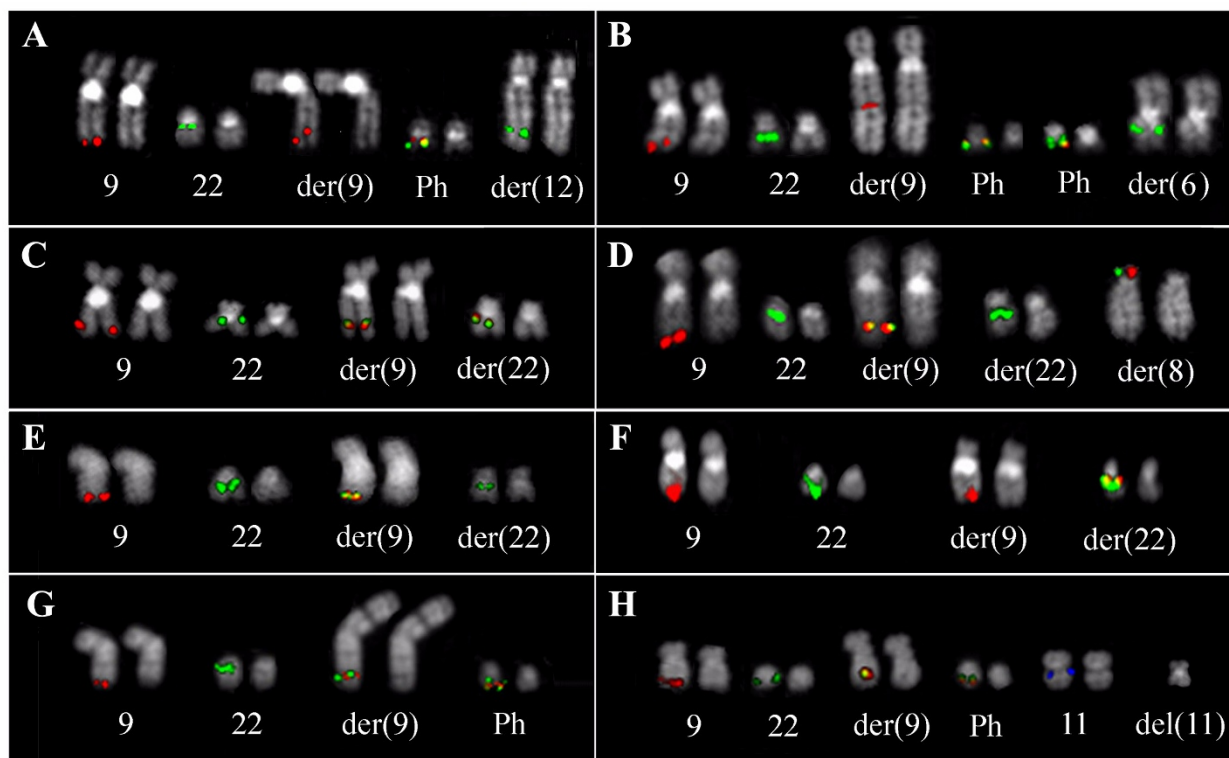 A
9 22 der(9) Ph der(12)
B
9 22 der(9) Ph Ph der(6)
C
9 22 der(9) der(22)
D
9 22 der(9) der(22) der(8)
E
9 22 der(9) der(22)
F
9 22 der(9) der(22)
G
9 22 der(9) Ph
H
9 22 der(9) Ph 11 del(11)